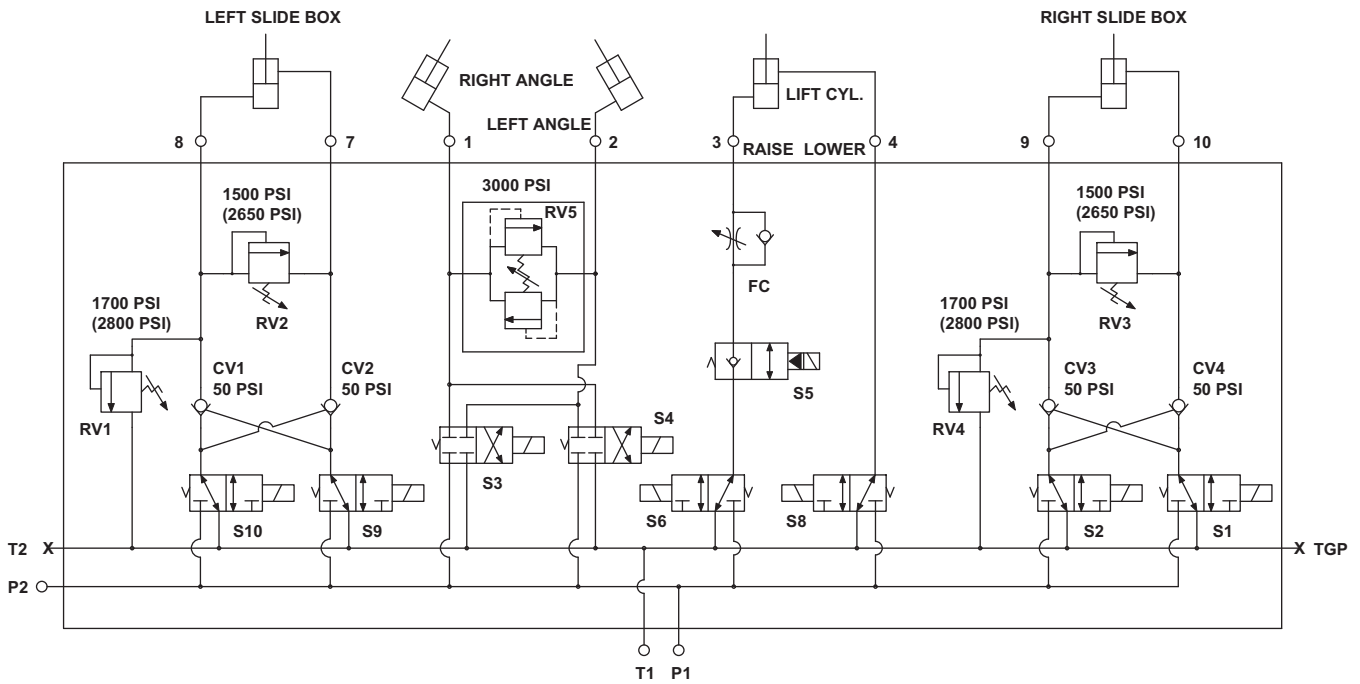 LEFT SLIDE BOX
RIGHT SLIDE BOX
RIGHT ANGLE
LEFT ANGLE
LIFT CYL.
8
7
1
2
3
RAISE LOWER
4
9
10
1500 PSI
(2650 PSI)
RV2
3000 PSI
RV5
FC
1500 PSI
(2650 PSI)
RV3
1700 PSI
(2800 PSI)
RV1
CV1
50 PSI
CV2
50 PSI
S5
1700 PSI
(2800 PSI)
RV4
CV3
50 PSI
CV4
50 PSI
S10
S9
S3
S4
S6
S8
S2
S1
T2 X
X TGP
P2
T1 P1